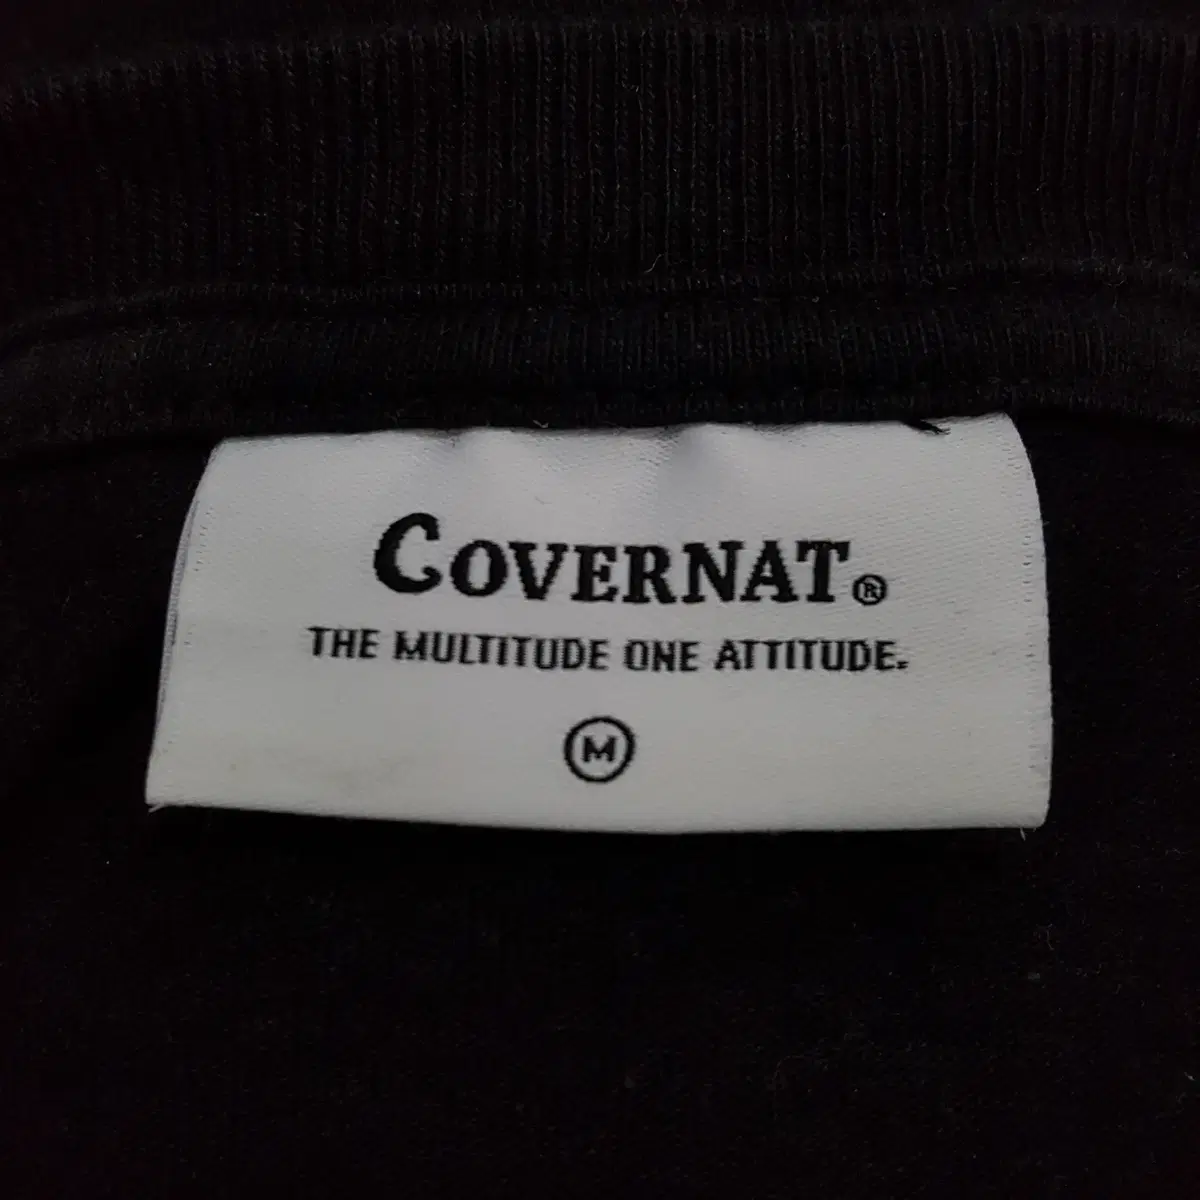 COVERNAT®
THE MULTITUDE ONE ATTITUDE.
M